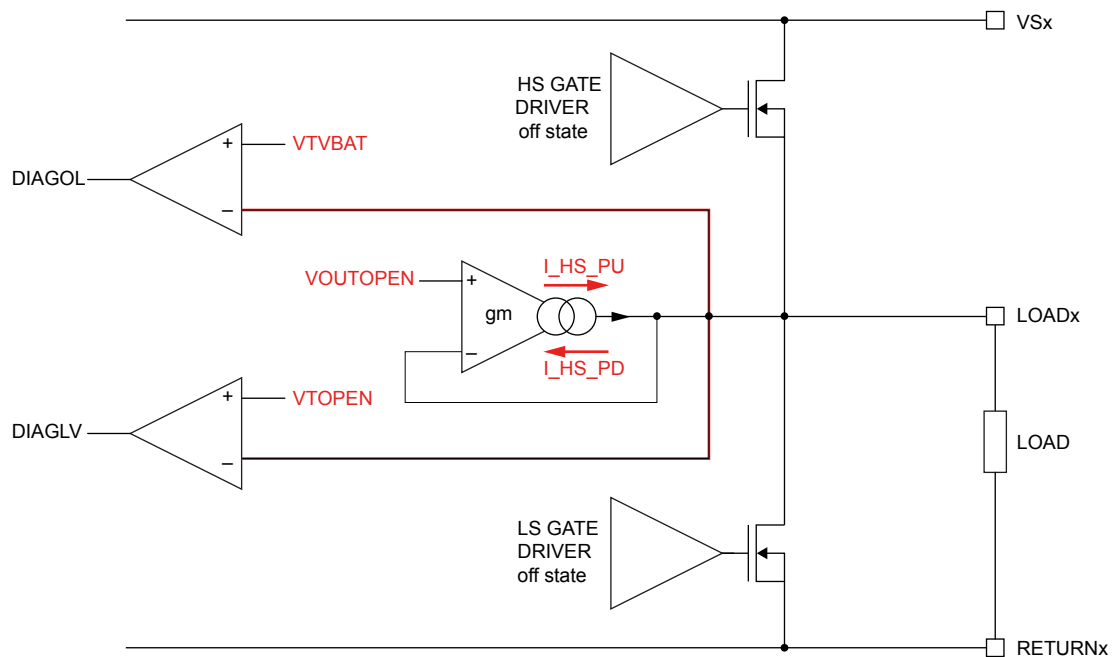 VSx
HS GATE
DRIVER
off state
+
VTVBAT
DIAGOL
–
I_HS_PU
VOUTOPEN
+
gm
LOADx
–
I_HS_PD
+
VTOPEN
DIAGLV
LOAD
–
LS GATE
DRIVER
off state
RETURNx